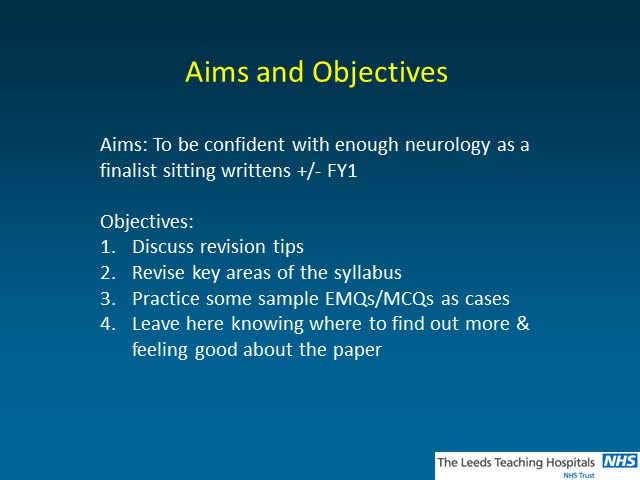 Aims and Objectives
Aims: To be confident with enough neurology as a
finalist sitting writtens +/- FY1
Objectives:
1. Discuss revision tips
2. Revise key areas of the syllabus
3. Practice some sample EMQs/MCQs as cases
4. Leave here knowing where to find out more &
feeling good about the paper
The Leeds Teaching Hospitals NHS
NHS Trust